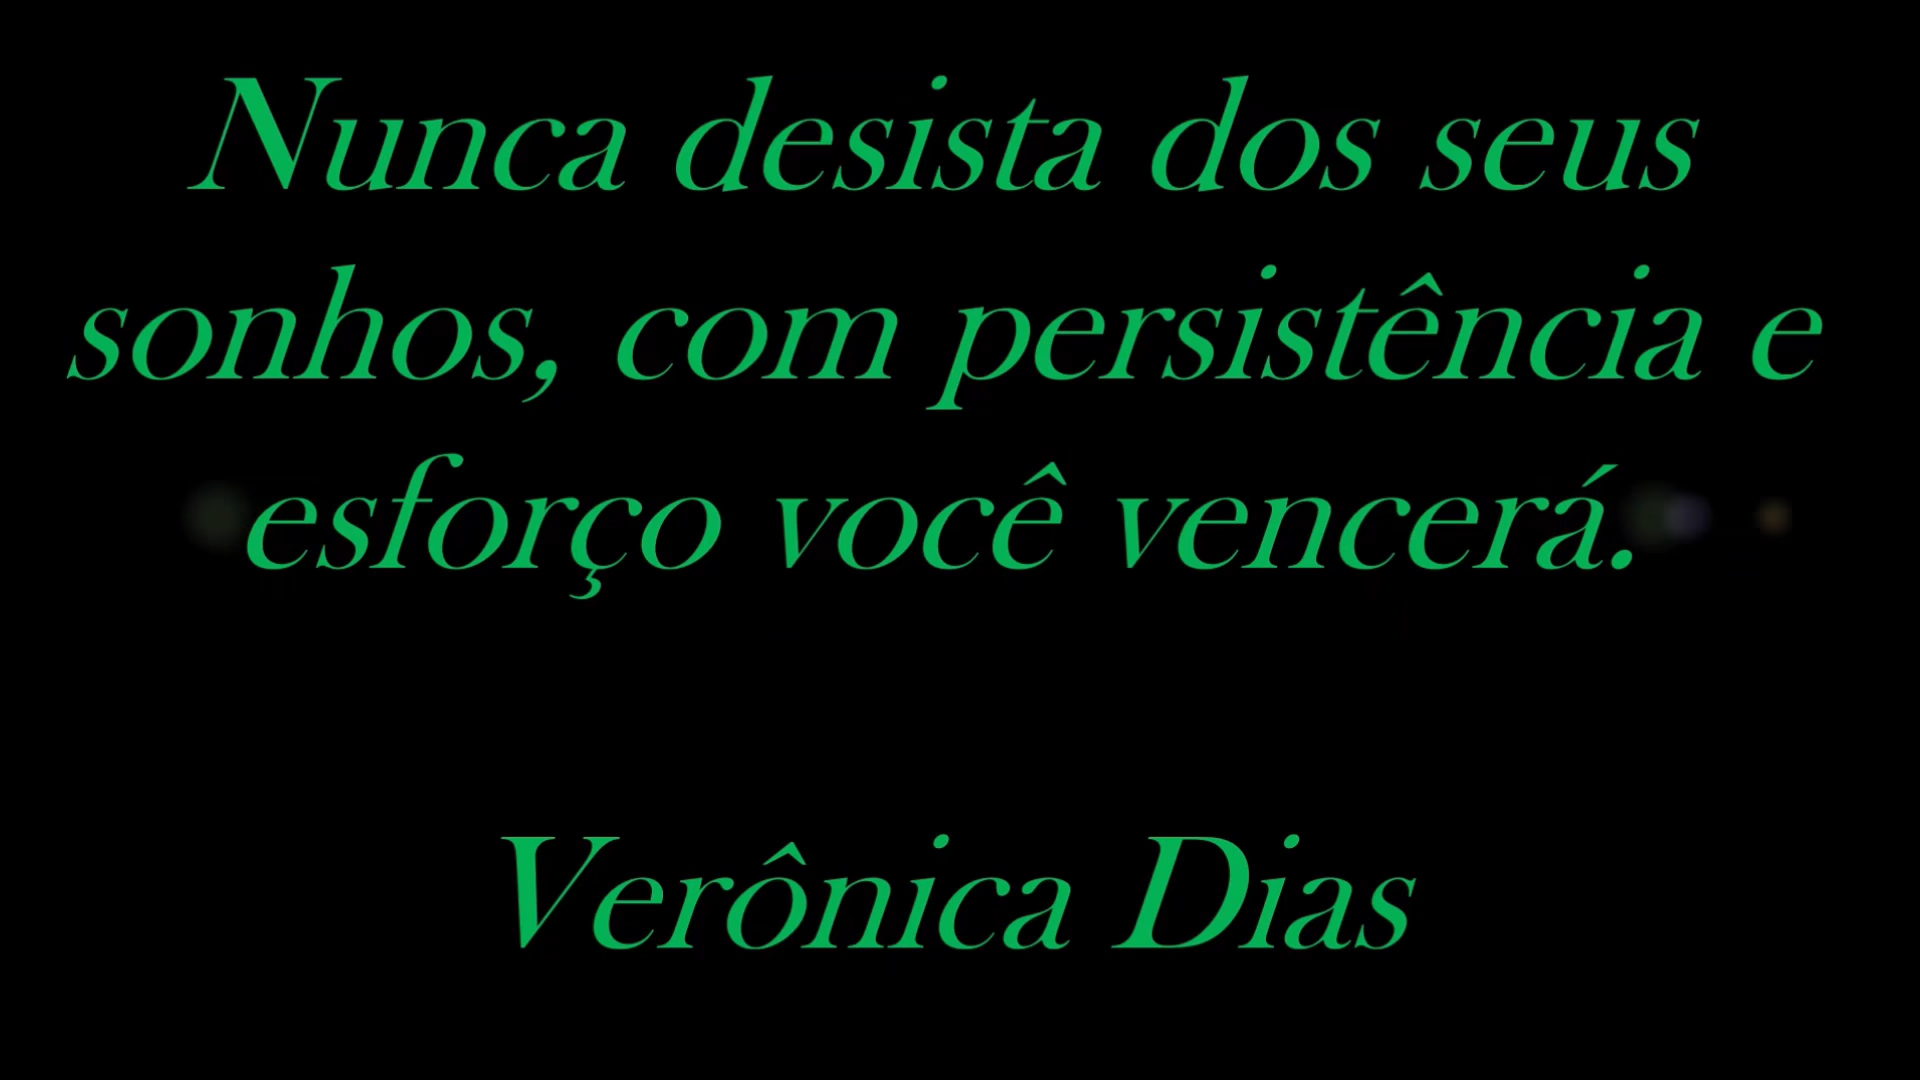 Nunca desista dos seus
sonhos, com persistência e
esforço você vencerá.
Verônica Dias